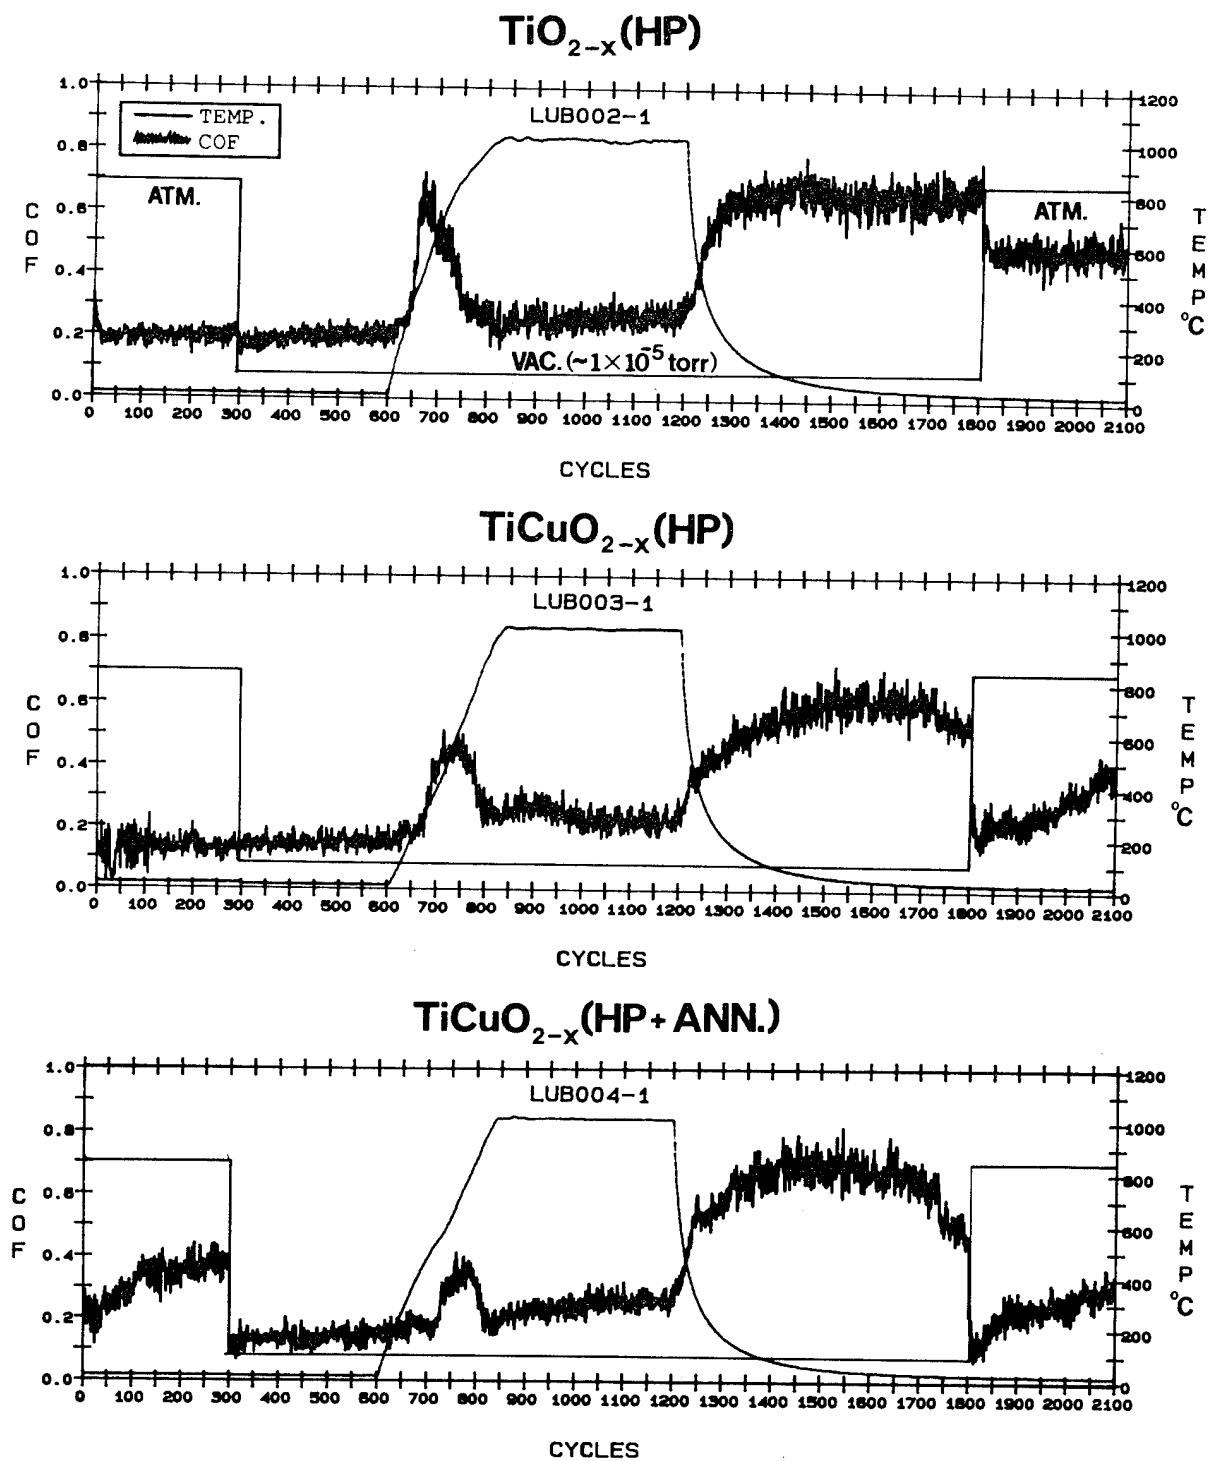 TiO2-x(HP)
LUB002-1
TEMP.
COF
ATM.
ATM.
VAC. (~1×10-5 torr)
1.0
0.8
0.6
0.4
0.2
0.0
COF
1200
1000
800
600
400
200
0
TEMP °C
0 100 200 300 400 500 600 700 800 900 1000 1100 1200 1300 1400 1500 1600 1700 1800 1900 2000 2100
CYCLES
TiCuO2-x(HP)
LUB003-1
1.0
0.8
0.6
0.4
0.2
0.0
COF
1200
1000
800
600
400
200
0
TEMP °C
0 100 200 300 400 500 600 700 800 900 1000 1100 1200 1300 1400 1500 1600 1700 1800 1900 2000 2100
CYCLES
TiCuO2-x(HP+ANN.)
LUB004-1
1.0
0.8
0.6
0.4
0.2
0.0
COF
1200
1000
800
600
400
200
0
TEMP °C
0 100 200 300 400 500 600 700 800 900 1000 1100 1200 1300 1400 1500 1600 1700 1800 1900 2000 2100
CYCLES